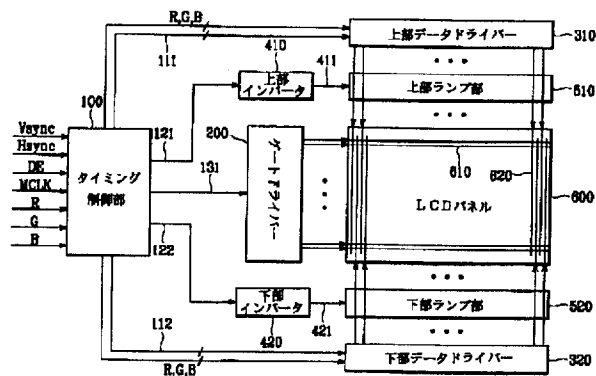 R,G,B
111
上部データドライバー
310
410
上部
インバータ
411
上部ランプ部
510
100
Vsync
Hsync
DE
MCLK
R
G
B
タイミング
制御部
121
131
122
200
ゲートドライバー
610
620
LCDパネル
600
下部
インバータ
420
421
下部ランプ部
520
112
R,G,B
下部データドライバー
320